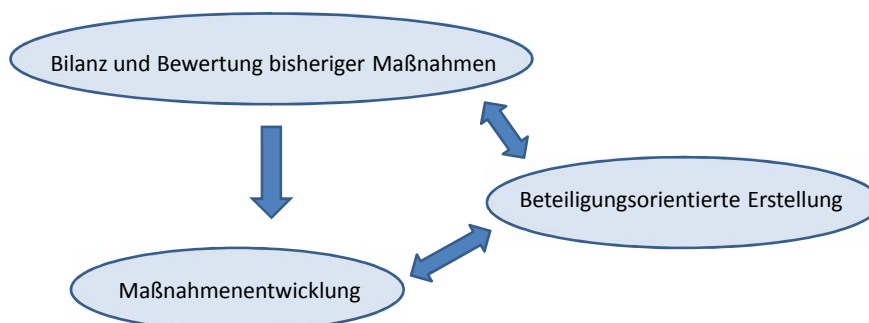 Bilanz und Bewertung bisheriger Maßnahmen
Beteiligungsorientierte Erstellung
Maßnahmenentwicklung